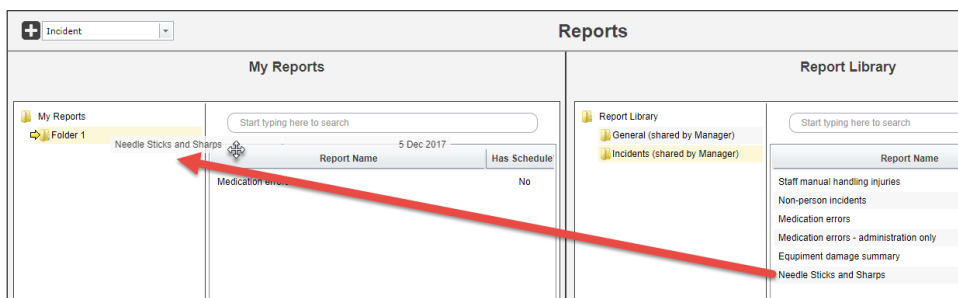 Incident
Reports
My Reports
Report Library
My Reports
Folder 1
Start typing here to search
Needle Sticks and Sharps
5 Dec 2017
Report Name
Has Schedule
Medication errors
No
Report Library
General (shared by Manager)
Incidents (shared by Manager)
Start typing here to search
Report Name
Staff manual handling injuries
Non-person incidents
Medication errors
Medication errors - administration only
Equipiment damage summary
Needle Sticks and Sharps